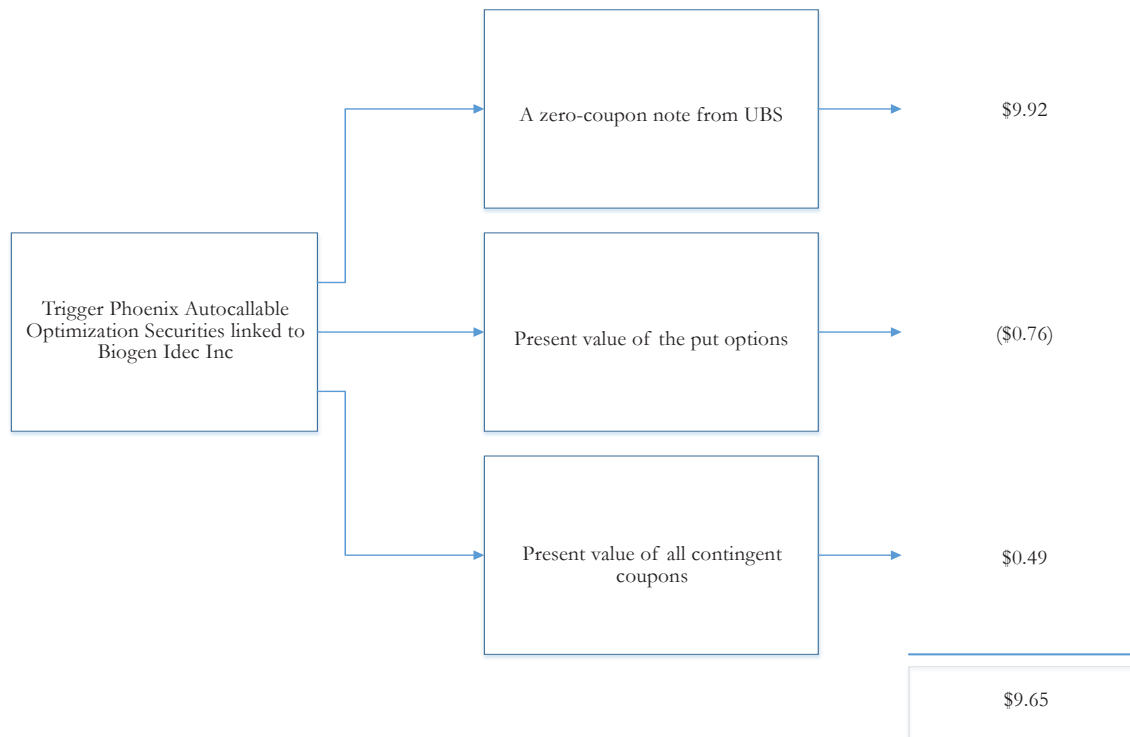 A zero-coupon note from UBS
$9.92
Trigger Phoenix Autocallable
Optimization Securities linked to
Biogen Idec Inc
Present value of the put options
($0.76)
Present value of all contingent
coupons
$0.49
$9.65